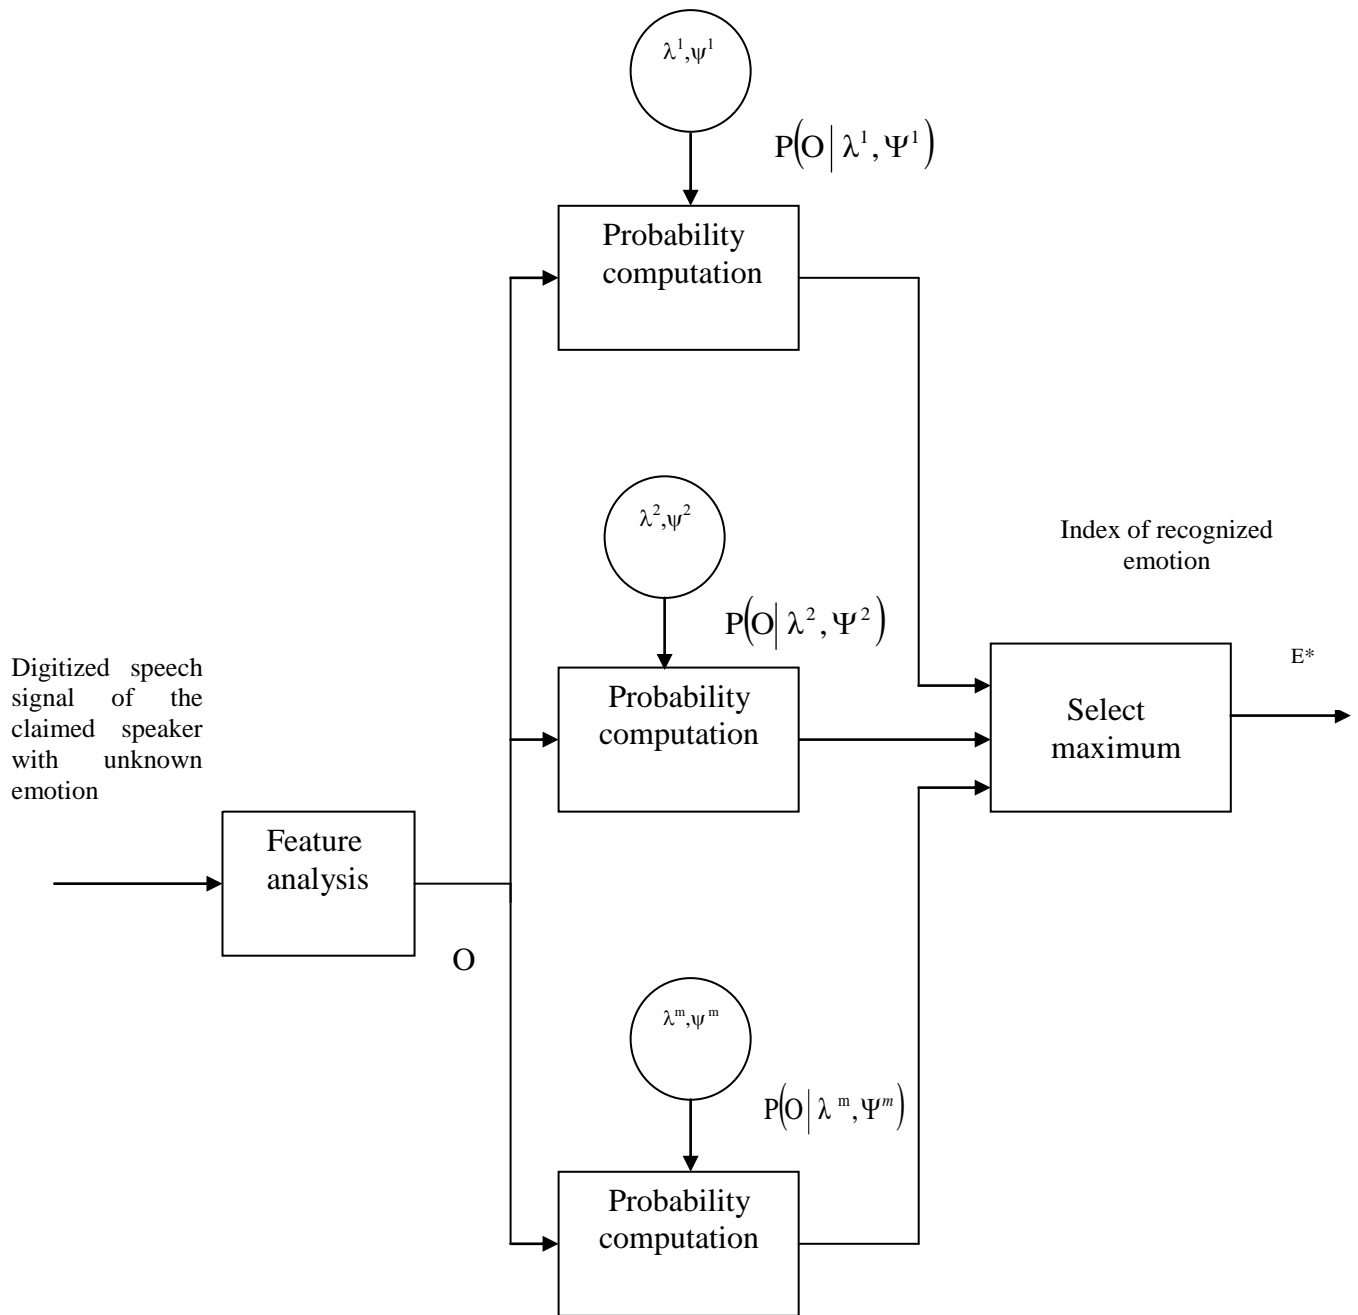 λ¹,ψ¹
P(O| λ¹, Ψ¹)
Probability
computation
λ²,ψ²
Index of recognized
emotion
P(O| λ², Ψ²)
Digitized speech
signal of the
claimed speaker
with unknown
emotion
E*
Probability
computation
Select
maximum
Feature
analysis
O
λᵐ,ψᵐ
P(O| λᵐ, Ψᵐ)
Probability
computation